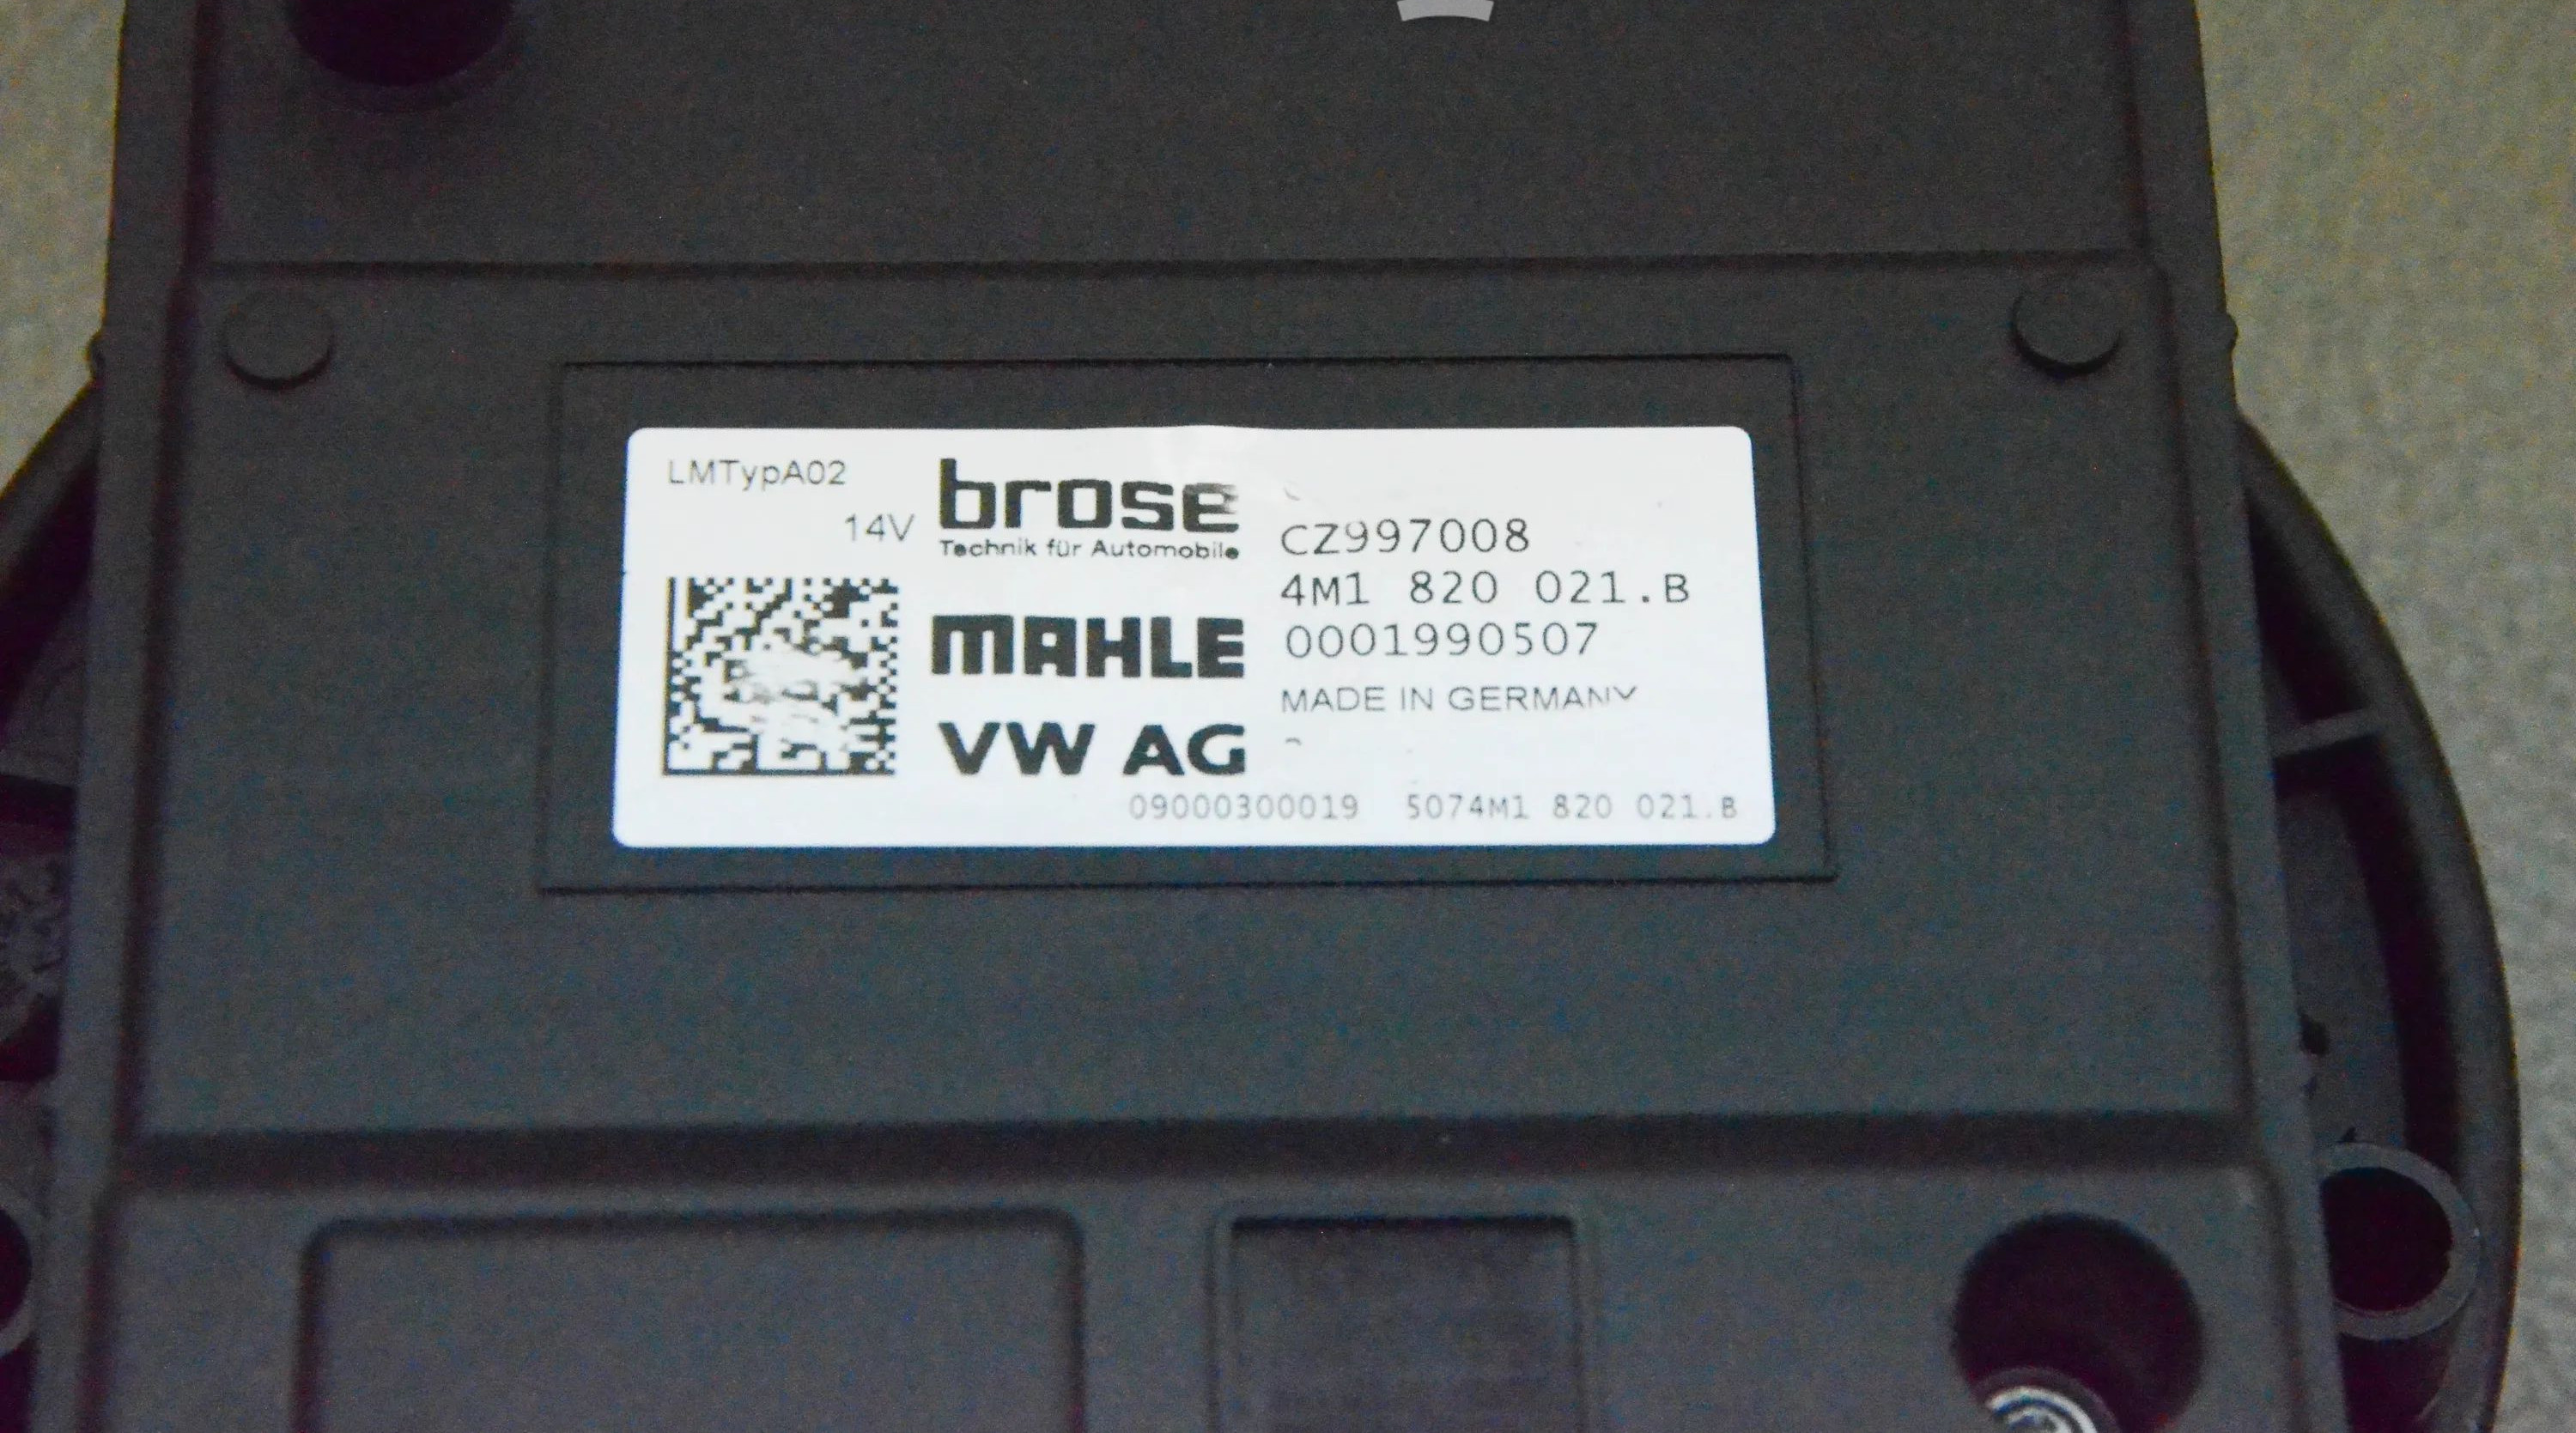 LMTypA02
14V
brose
Technik für Automobile
CZ997008
4M1 820 021.B
MAHLE
0001990507
MADE IN GERMANY
VW AG
09000300019 5074M1 820 021.B